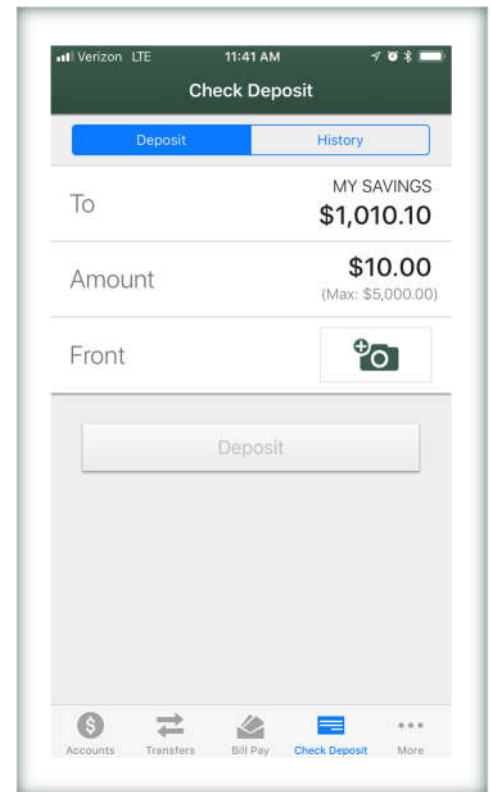 Verizon LTE 11:41 AM
Check Deposit
Deposit History
To MY SAVINGS
$1,010.10
Amount $10.00
(Max: $5,000.00)
Front
Deposit
Accounts Transfers Bill Pay Check Deposit More